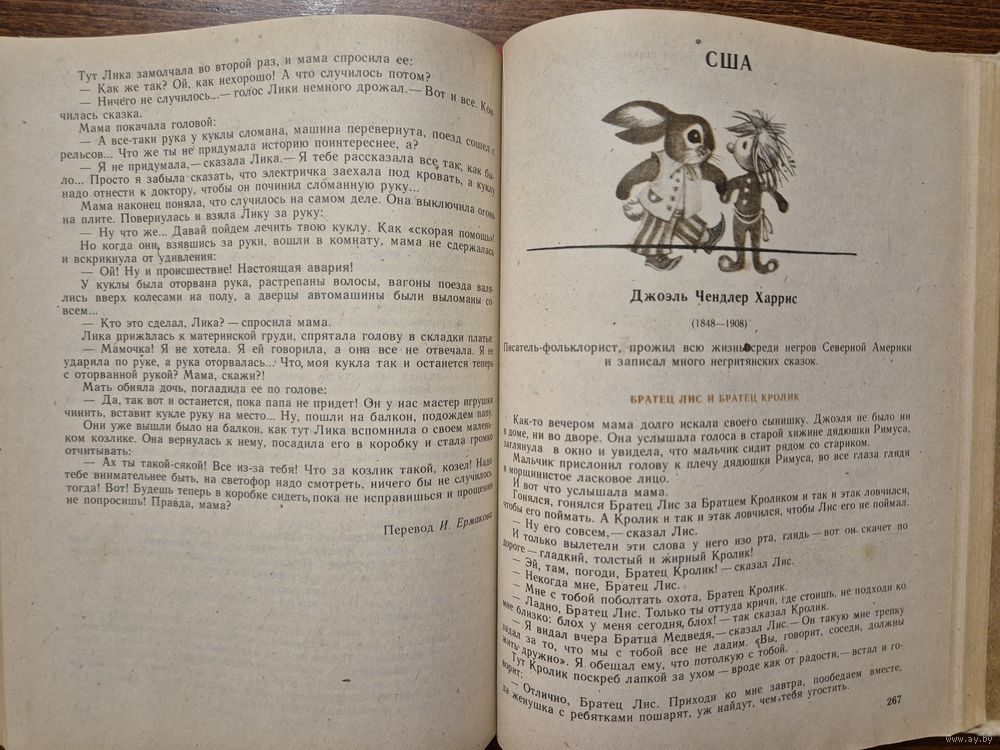 Тут Лика замолчала во второй раз, и мама спросила ее:
— Как же так? Ой, как нехорошо! А что случилось потом?
— Ничего не случилось...— голос Лики немного дрожал.— Вот и все. Кон-
чилась сказка.
Мама покачала головой:
— А все-таки рука у куклы сломана, машина перевернута, поезд сошел с
рельсов... Что же ты не придумала историю поинтереснее, а?
— Я не придумала,— сказала Лика.— Я тебе рассказала все так, как бы-
ло... Просто я забыла сказать, что электричка заехала под кровать, а куклу
надо отнести к доктору, чтобы он починил сломанную руку...
Мама наконец поняла, что случилось на самом деле. Она выключила огонь
на плите. Повернулась и взяла Лику за руку:
— Ну что же... Давай пойдем лечить твою куклу. Как «скорая помощь»!
Но когда они, взявшись за руки, вошли в комнату, мама не сдержалась
и вскрикнула от удивления:
— Ой! Ну и происшествие! Настоящая авария!
У куклы была оторвана рука, растрепаны волосы, вагоны поезда валя-
лись вверх колесами на полу, а дверцы автомашины были выломаны со-
всем...
— Кто это сделал, Лика? — спросила мама.
Лика прижалась к материнской груди, спрятала голову в складки платья:
— Мамочка! Я не хотела. Я ей говорила, а она все не отвечала. Я ее
ударила по руке, а рука оторвалась... Что, моя кукла так и останется теперь
с оторванной рукой? Мама, скажи?!
Мать обняла дочь, погладила ее по голове:
— Да, так вот и останется, пока папа не придет! Он у нас мастер игрушки
чинить, вставит кукле руку на место... Ну, пошли на балкон, подождем папу.
Они уже вышли было на балкон, как тут Лика вспомнила о своем малень-
ком козлике. Она вернулась к нему, посадила его в коробку и стала громко
отчитывать:
— Ах ты такой-сякой! Все из-за тебя! Что за козлик такой, козел! Надо
тебе внимательнее быть, на светофор надо смотреть, ничего бы не случилось
тогда! Вот! Будешь теперь в коробке сидеть, пока не исправишься и прощения
не попросишь! Правда, мама?
Перевод И. Ермакова
США
Джоэль Чендлер Харрис
(1848—1908)
Писатель-фольклорист, прожил всю жизнь среди негров Северной Америки
и записал много негритянских сказок.
БРАТЕЦ ЛИС И БРАТЕЦ КРОЛИК
Как-то вечером мама долго искала своего сынишку. Джоэля не было ни
в доме, ни во дворе. Она услышала голоса в старой хижине дядюшки Римуса,
заглянула в окно и увидела, что мальчик сидит рядом со стариком.
Мальчик прислонил голову к плечу дядюшки Римуса, во все глаза глядя
в морщинистое ласковое лицо.
И вот что услышала мама.
Гонялся, гонялся Братец Лис за Братцем Кроликом и так и этак ловчился,
чтобы его поймать. А Кролик и так и этак ловчился, чтобы Лис его не поймал.
— Ну его совсем,— сказал Лис.
И только вылетели эти слова у него изо рта, глядь — вот он скачет по
дороге — гладкий, толстый и жирный Кролик!
— Эй, там, погоди, Братец Кролик! — сказал Лис.
— Некогда мне, Братец Лис.
— Мне с тобой поболтать охота, Братец Кролик.
— Ладно, Братец Лис. Только ты оттуда кричи, где стоишь, не подходи ко
мне близко: блох у меня сегодня, блох! — так сказал Кролик.
— Я видал вчера Братца Медведя,— сказал Лис.— Он такую мне трепку
задал за то, что мы с тобой все не ладим. «Вы, говорит, соседи, должны
жить дружно». Я обещал ему, что потолкую с тобой.
Тут Кролик поскреб лапкой за ухом — вроде как от радости,— встал и го-
ворит:
— Отлично, Братец Лис. Приходи ко мне завтра, пообедаем вместе,
да женушка с ребятками пошарят, уж найдут, чем тебя угостить.
267
www.ay.by